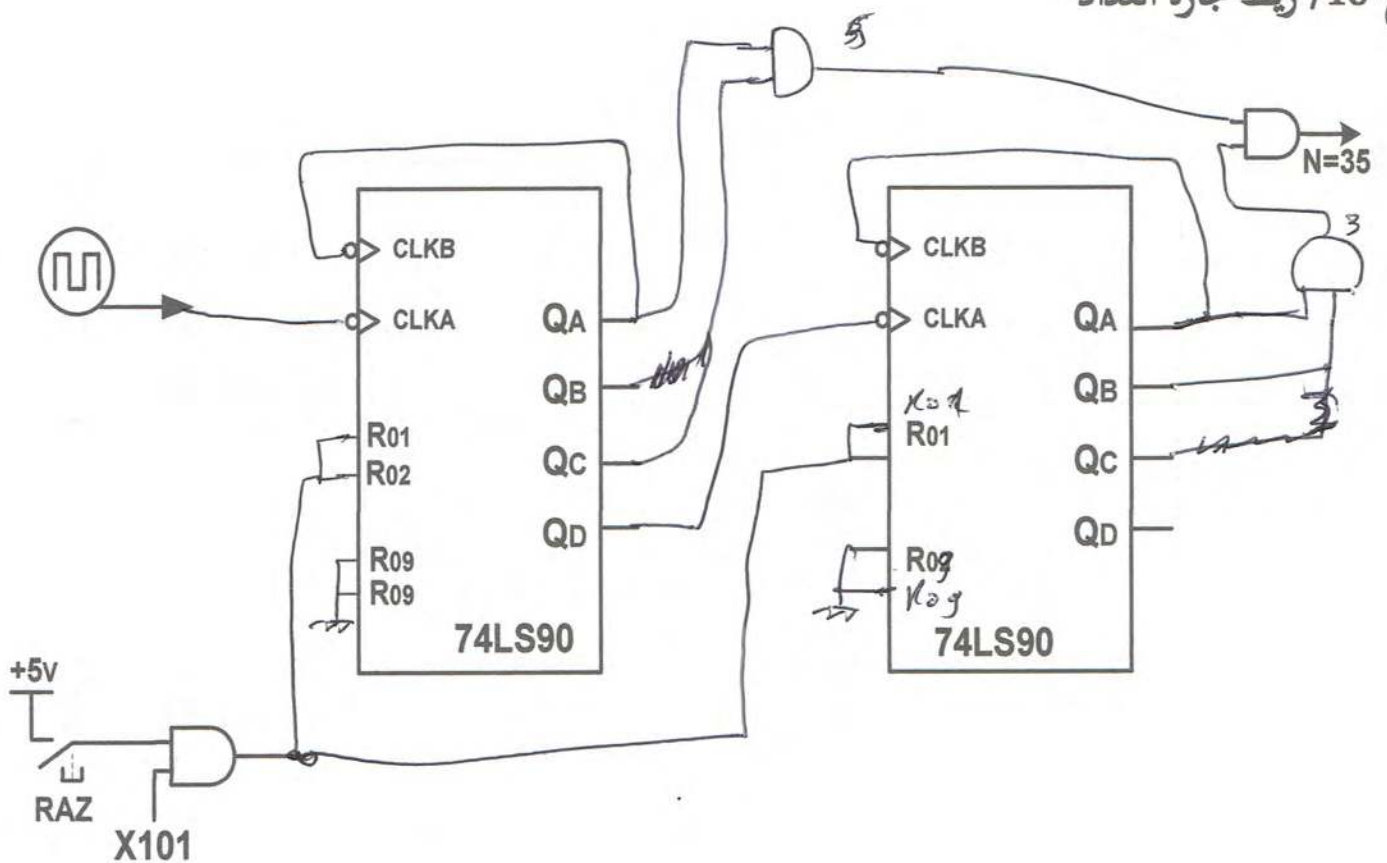 5
N=35
3
CLKB
CLKA
QA
QB
R01
R02
QC
QD
R09
R09
74LS90
CLKB
CLKA
QA
QB
R01
QC
QD
R09
74LS90
+5V
RAZ
X101